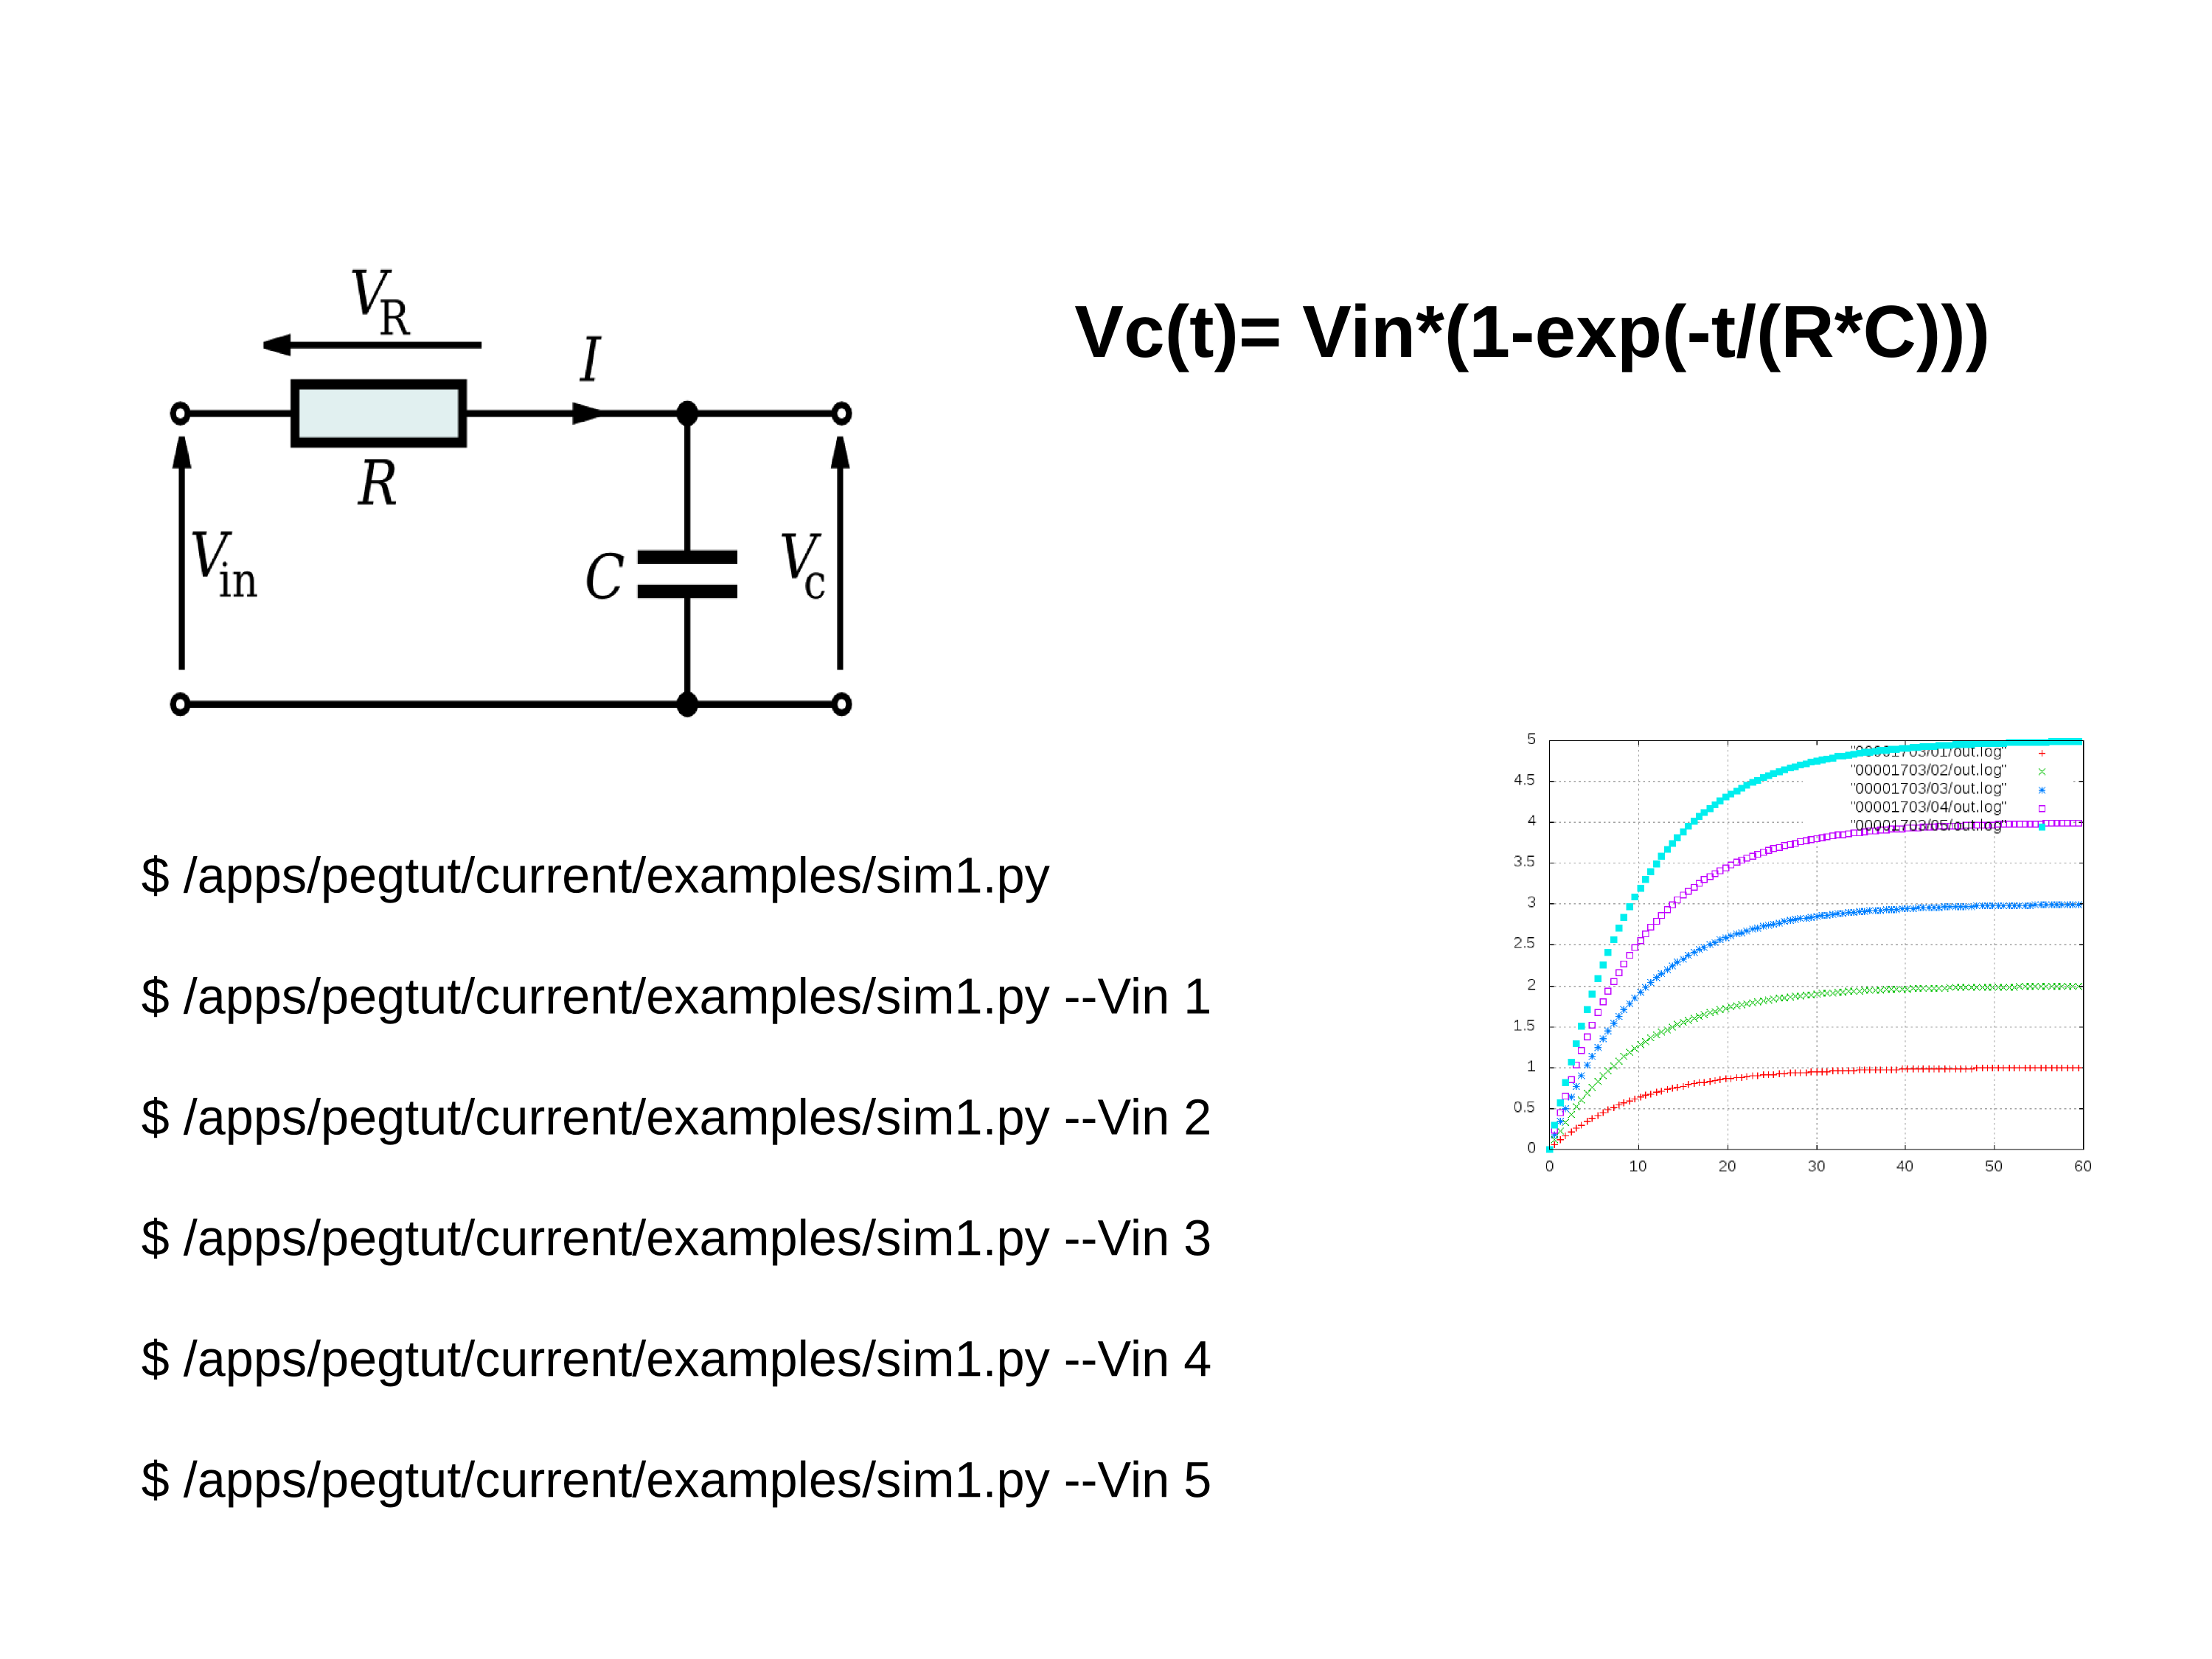 V_R
I
R
V_in
C
V_c
Vc(t)= Vin*(1-exp(-t/(R*C)))
$ /apps/pegtut/current/examples/sim1.py
$ /apps/pegtut/current/examples/sim1.py --Vin 1
$ /apps/pegtut/current/examples/sim1.py --Vin 2
$ /apps/pegtut/current/examples/sim1.py --Vin 3
$ /apps/pegtut/current/examples/sim1.py --Vin 4
$ /apps/pegtut/current/examples/sim1.py --Vin 5
"00001703/01/out.log"
"00001703/02/out.log"
"00001703/03/out.log"
"00001703/04/out.log"
"00001703/05/out.log"
5
4.5
4
3.5
3
2.5
2
1.5
1
0.5
0
0 10 20 30 40 50 60